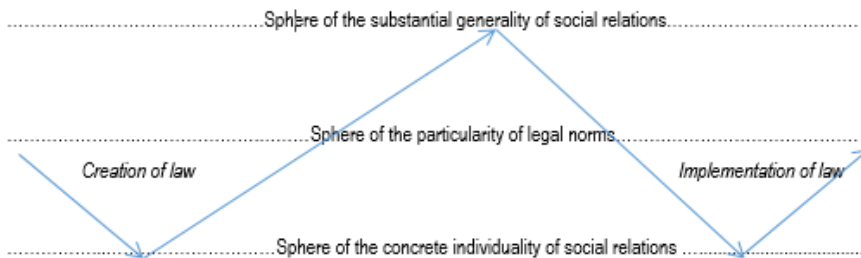 Sphere of the substantial generality of social relations
Sphere of the particularity of legal norms
Creation of law
Implementation of law
Sphere of the concrete individuality of social relations